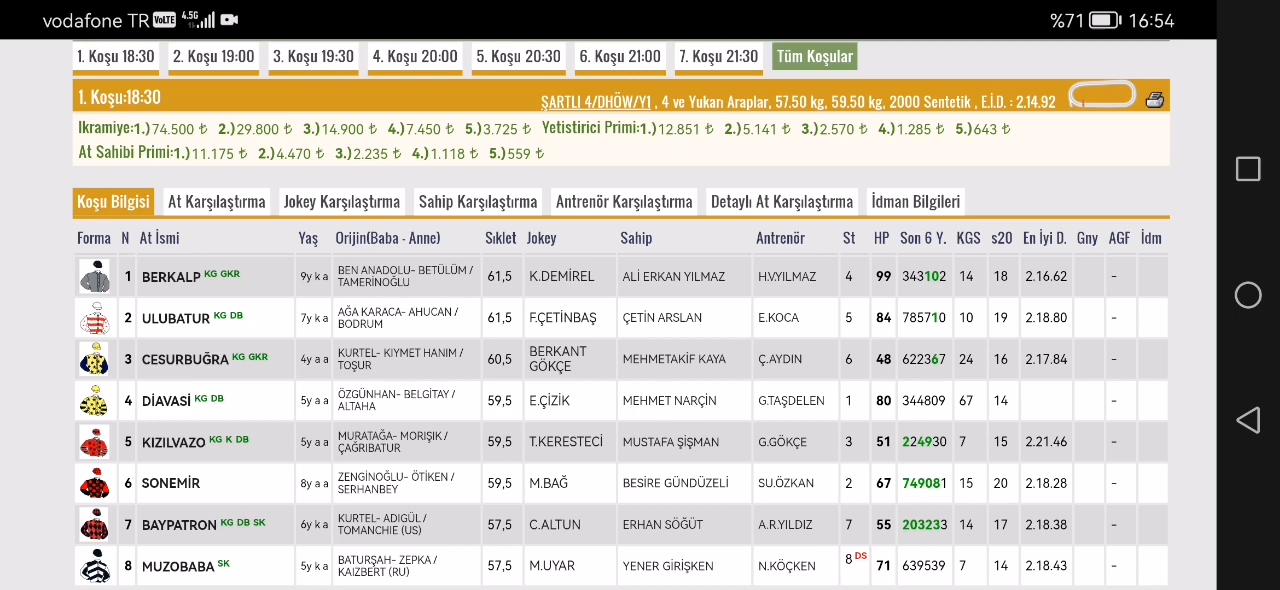 vodafone TR VoLTE 4.5G %71 16:54
1. Koşu 18:30 2. Koşu 19:00 3. Koşu 19:30 4. Koşu 20:00 5. Koşu 20:30 6. Koşu 21:00 7. Koşu 21:30 Tüm Koşular
1. Koşu:18:30 ŞARTLI 4/DHÖW/Y1 , 4 ve Yukarı Araplar, 57.50 kg, 59.50 kg, 2000 Sentetik , E.İ.D. : 2.14.92
Ikramiye:1.)74.500 ₺ 2.)29.800 ₺ 3.)14.900 ₺ 4.)7.450 ₺ 5.)3.725 ₺ Yetistirici Primi:1.)12.851 ₺ 2.)5.141 ₺ 3.)2.570 ₺ 4.)1.285 ₺ 5.)643 ₺
At Sahibi Primi:1.)11.175 ₺ 2.)4.470 ₺ 3.)2.235 ₺ 4.)1.118 ₺ 5.)559 ₺
Koşu Bilgisi At Karşılaştırma Jokey Karşılaştırma Sahip Karşılaştırma Antrenör Karşılaştırma Detaylı At Karşılaştırma İdman Bilgileri
Forma N At İsmi Yaş Orijin(Baba - Anne) Sıklet Jokey Sahip Antrenör St HP Son 6 Y. KGS s20 En İyi D. Gny AGF İdm
1 BERKALP KG GKR 9y k a BEN ANADOLU- BETÜLÜM / TAMERİNOĞLU 61,5 K.DEMİREL ALİ ERKAN YILMAZ H.V.YILMAZ 4 99 343102 14 18 2.16.62 -
2 ULUBATUR KG DB 7y k a AĞA KARACA- AHUCAN / BODRUM 61,5 F.ÇETİNBAŞ ÇETİN ARSLAN E.KOCA 5 84 785710 10 19 2.18.80 -
3 CESURBUĞRA KG GKR 4y a a KURTEL- KIYMET HANIM / TOŞUR 60,5 BERKANT GÖKÇE MEHMETAKİF KAYA Ç.AYDIN 6 48 622367 24 16 2.17.84 -
4 DİAVASİ KG DB 5y a a ÖZGÜNHAN- BELGİTAY / ALTAHA 59,5 E.ÇİZİK MEHMET NARÇİN G.TAŞDELEN 1 80 344809 67 14 -
5 KIZILVAZO KG K DB 5y a a MURATAĞA- MORIŞIK / ÇAĞRIBATUR 59,5 T.KERESTECİ MUSTAFA ŞİŞMAN G.GÖKÇE 3 51 224930 7 15 2.21.46 -
6 SONEMİR 8y a a ZENGİNOĞLU- ÖTİKEN / SERHANBEY 59,5 M.BAĞ BESİRE GÜNDÜZELİ SU.ÖZKAN 2 67 749081 15 20 2.18.28 -
7 BAYPATRON KG DB SK 6y k a KURTEL- ADIGÜL / TOMANCHIE (US) 57,5 C.ALTUN ERHAN SÖĞÜT A.R.YILDIZ 7 55 203233 14 17 2.18.38 -
8 MUZOBABA SK 5y k a BATURŞAH- ZEPKA / KAIZBERT (RU) 57,5 M.UYAR YENER GİRİŞKEN N.KÖÇKEN 8 DS 71 639539 7 14 2.18.43 -